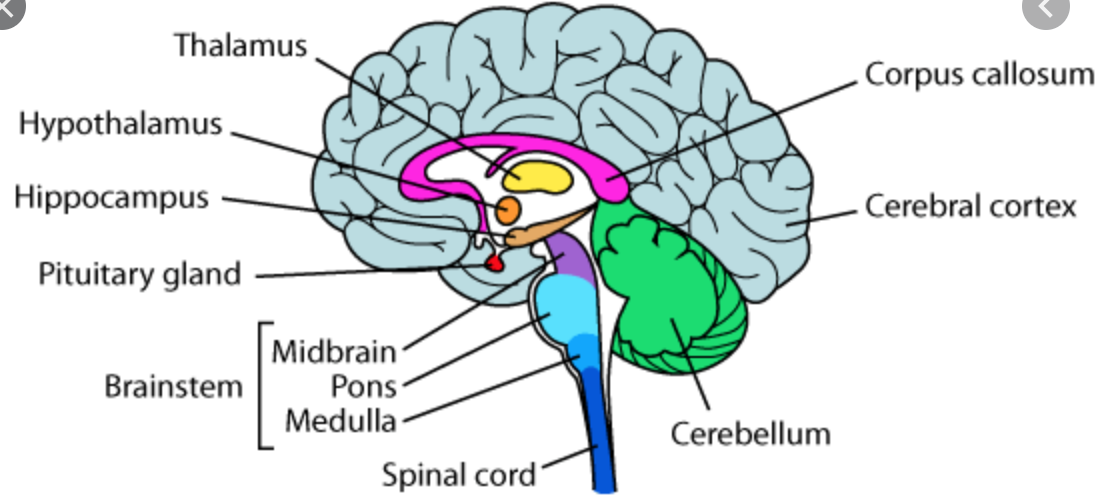 Thalamus
Corpus callosum
Hypothalamus
Hippocampus
Cerebral cortex
Pituitary gland
Midbrain
Brainstem
Pons
Medulla
Cerebellum
Spinal cord